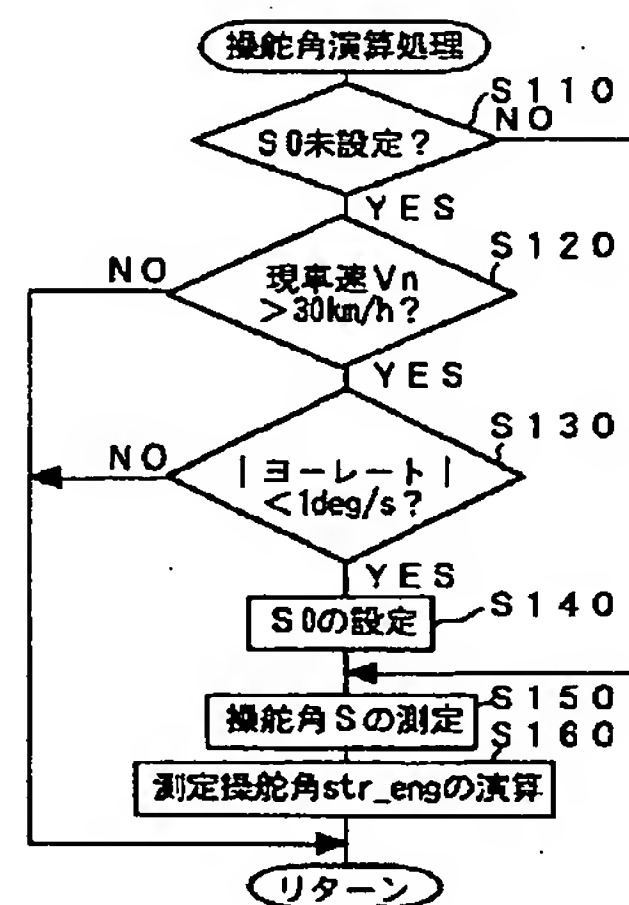 操舵角演算処理
S110
NO
S0未設定？
YES
S120
NO
現車速Vn
＞30km/h？
YES
S130
NO
｜ヨーレート｜
＜1deg/s？
YES
S0の設定
S140
操舵角Sの測定
S150
S160
測定操舵角str_engの演算
リターン